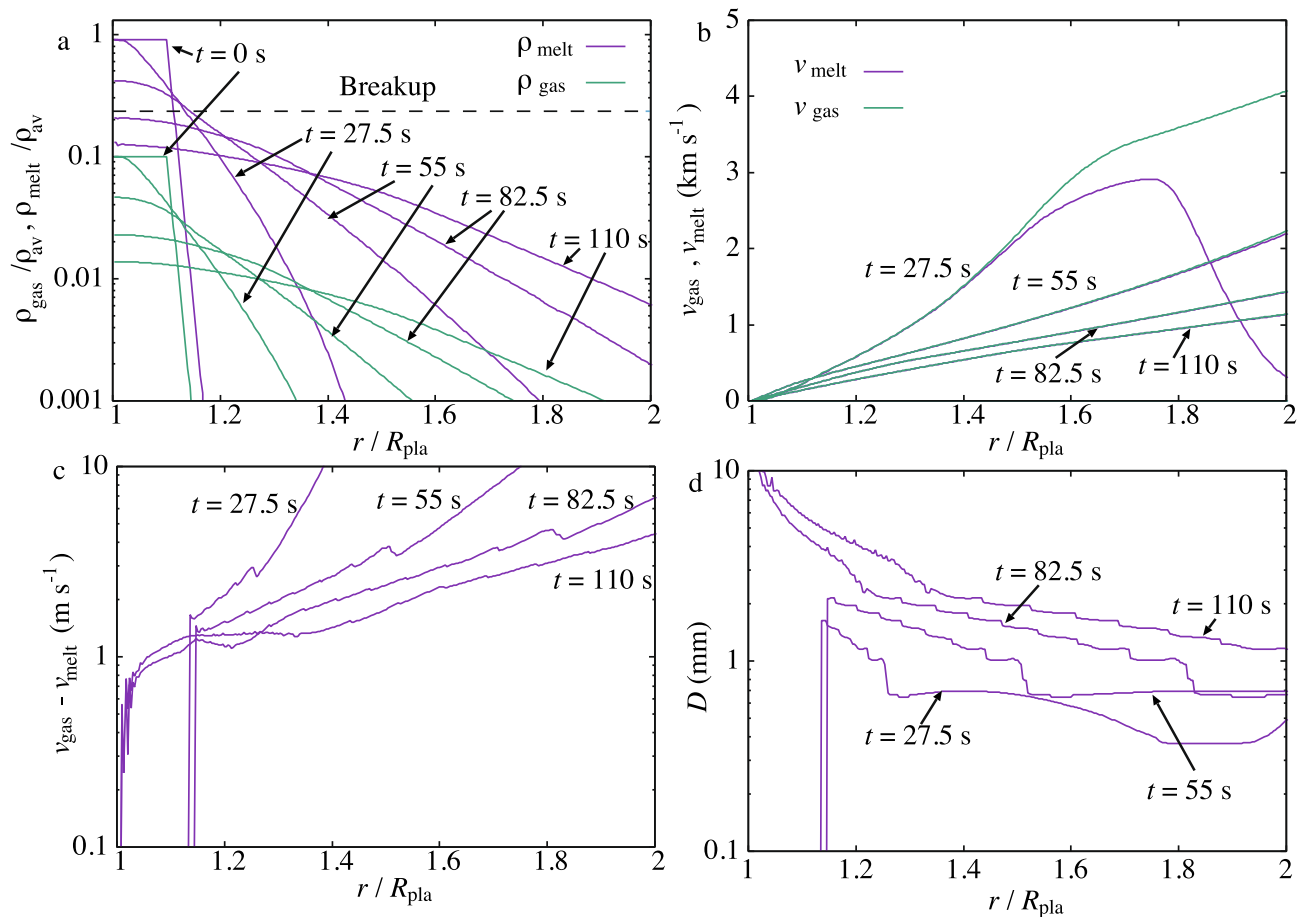 a
t = 0 s
ρ melt
ρ gas
Breakup
t = 27.5 s
t = 55 s
t = 82.5 s
t = 110 s
1
0.1
0.01
0.001
ρgas /ρav , ρmelt /ρav
1 1.2 1.4 1.6 1.8 2
r / Rpla
b
v melt
v gas
t = 27.5 s
t = 55 s
t = 82.5 s
t = 110 s
5
4
3
2
1
0
vgas , vmelt (km s-1)
1 1.2 1.4 1.6 1.8 2
r / Rpla
c
t = 27.5 s
t = 55 s
t = 82.5 s
t = 110 s
10
1
0.1
vgas - vmelt (m s-1)
1 1.2 1.4 1.6 1.8 2
r / Rpla
d
t = 82.5 s
t = 110 s
t = 27.5 s
t = 55 s
10
1
0.1
D (mm)
1 1.2 1.4 1.6 1.8 2
r / Rpla